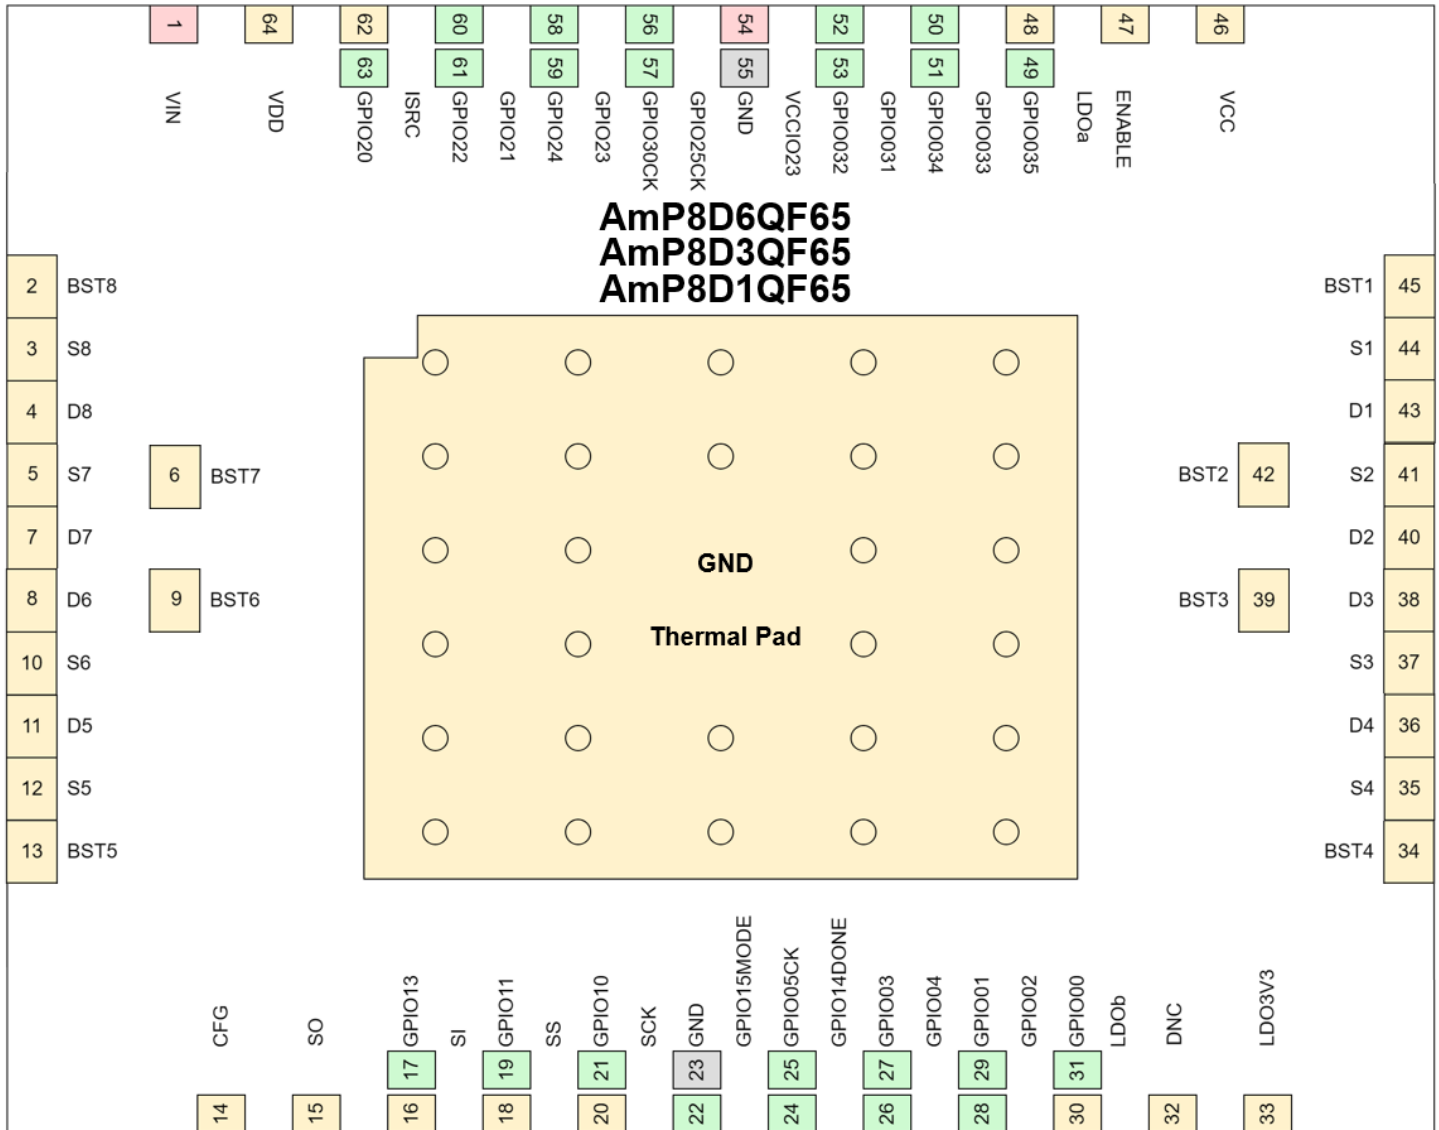 1 64 62 60 58 56 54 52 50 48 47 46
63 61 59 57 55 53 51 49
VIN VDD GPIO20 ISRC GPIO22 GPIO21 GPIO24 GPIO23 GPIO30CK GPIO25CK GND VCCIO23 GPIO032 GPIO031 GPIO034 GPIO033 GPIO035 LDOa ENABLE VCC
AmP8D6QF65
AmP8D3QF65
AmP8D1QF65
2 BST8 BST1 45
3 S8 S1 44
4 D8 D1 43
5 S7 6 BST7 BST2 42 S2 41
7 D7 D2 40
GND
8 D6 9 BST6 BST3 39 D3 38
Thermal Pad
10 S6 S3 37
11 D5 D4 36
12 S5 S4 35
13 BST5 BST4 34
CFG SO GPIO13 SI GPIO11 SS GPIO10 SCK GND GPIO15MODE GPIO05CK GPIO14DONE GPIO03 GPIO04 GPIO01 GPIO02 GPIO00 LDOb DNC LDO3V3
17 19 21 23 25 27 29 31
14 15 16 18 20 22 24 26 28 30 32 33